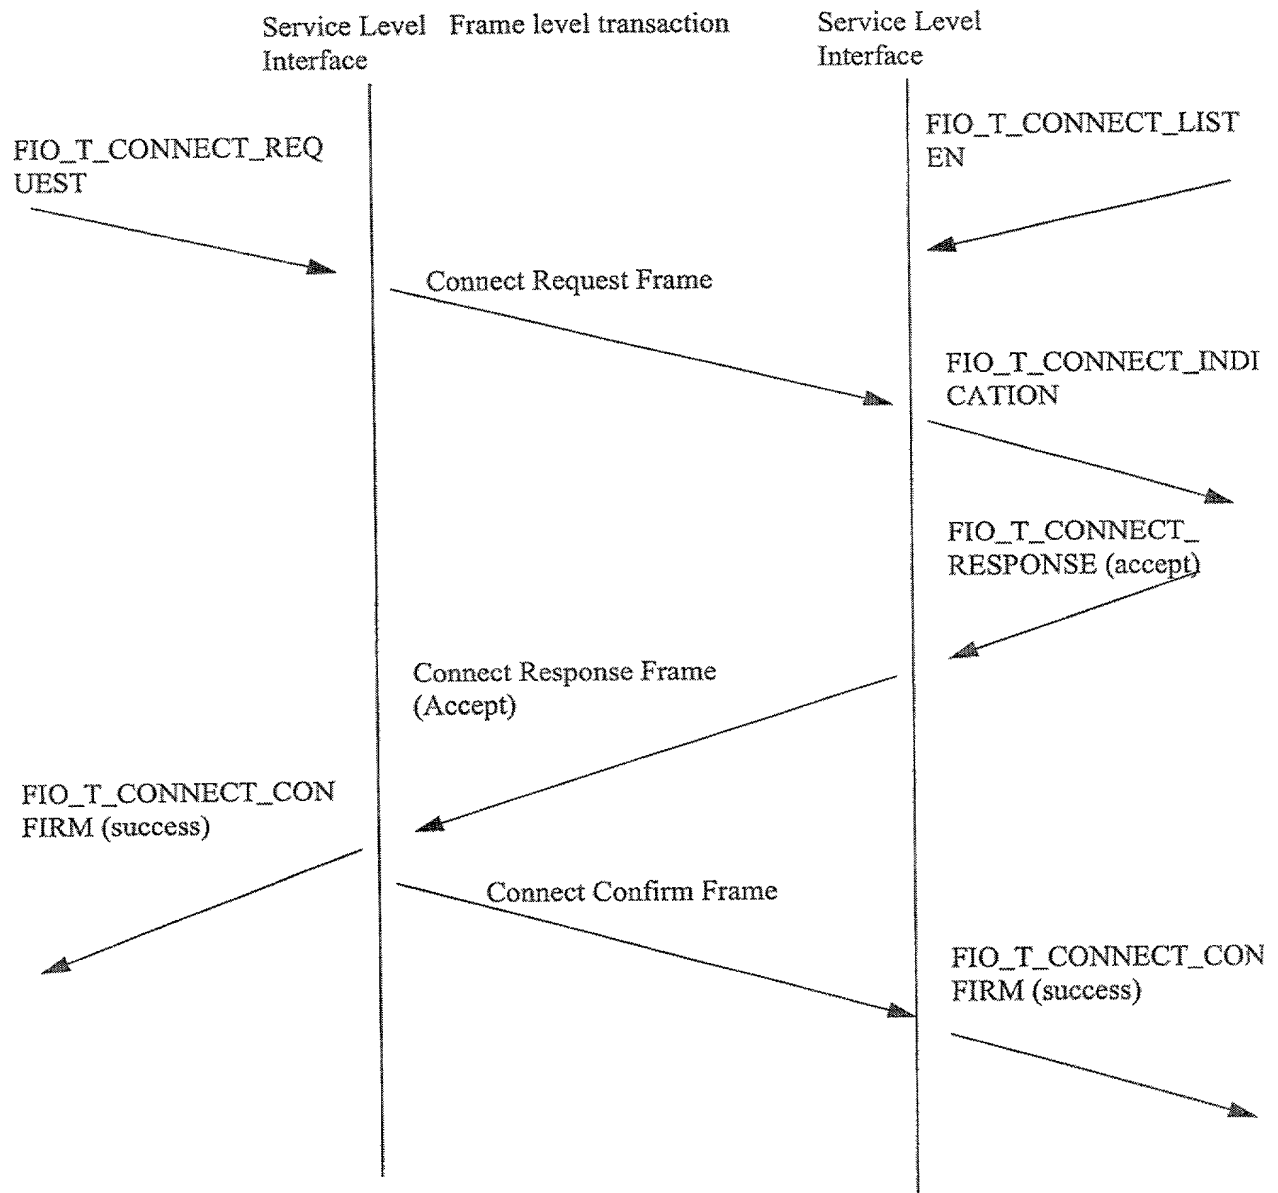 Service Level
Interface
Frame level transaction
Service Level
Interface
FIO_T_CONNECT_REQ
UEST
FIO_T_CONNECT_LIST
EN
Connect Request Frame
FIO_T_CONNECT_INDI
CATION
FIO_T_CONNECT_
RESPONSE (accept)
Connect Response Frame
(Accept)
FIO_T_CONNECT_CON
FIRM (success)
Connect Confirm Frame
FIO_T_CONNECT_CON
FIRM (success)